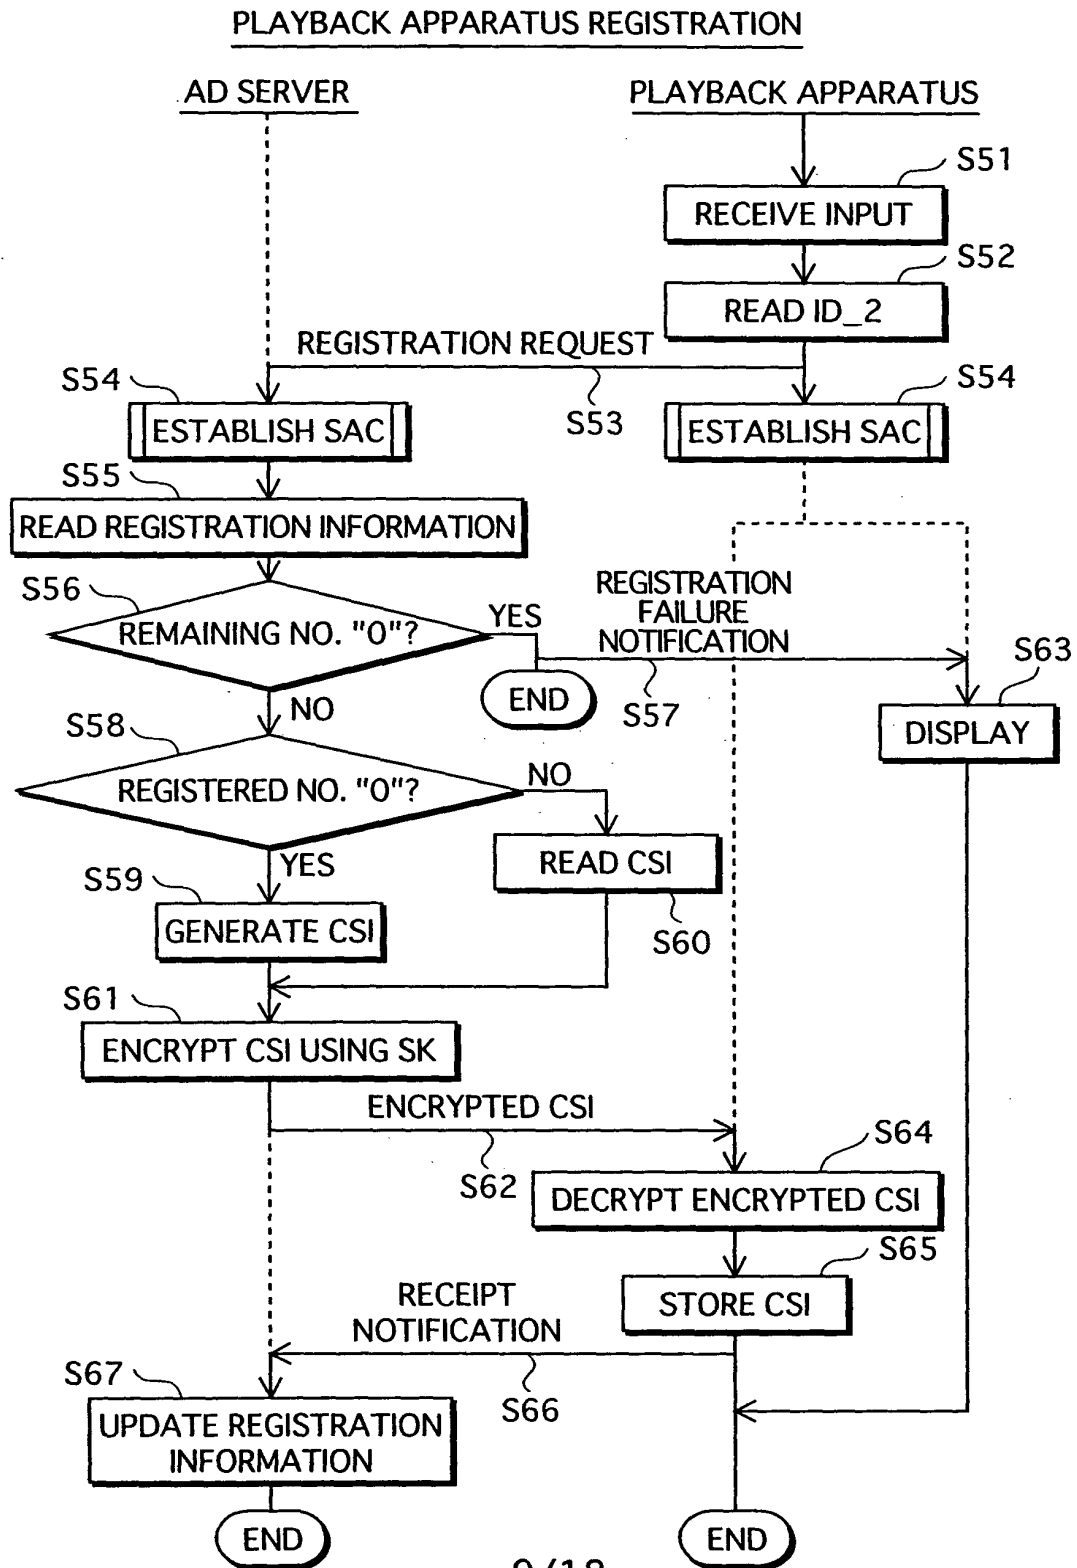 PLAYBACK APPARATUS REGISTRATION
AD SERVER
PLAYBACK APPARATUS
S51
RECEIVE INPUT
S52
READ ID_2
REGISTRATION REQUEST
S53
S54
ESTABLISH SAC
S54
ESTABLISH SAC
S55
READ REGISTRATION INFORMATION
S56
REMAINING NO. "0"?
YES
END
REGISTRATION
FAILURE
NOTIFICATION
S57
S63
DISPLAY
NO
S58
REGISTERED NO. "0"?
NO
READ CSI
S60
YES
S59
GENERATE CSI
S61
ENCRYPT CSI USING SK
ENCRYPTED CSI
S62
S64
DECRYPT ENCRYPTED CSI
S65
STORE CSI
RECEIPT
NOTIFICATION
S66
S67
UPDATE REGISTRATION
INFORMATION
END
END
9/18